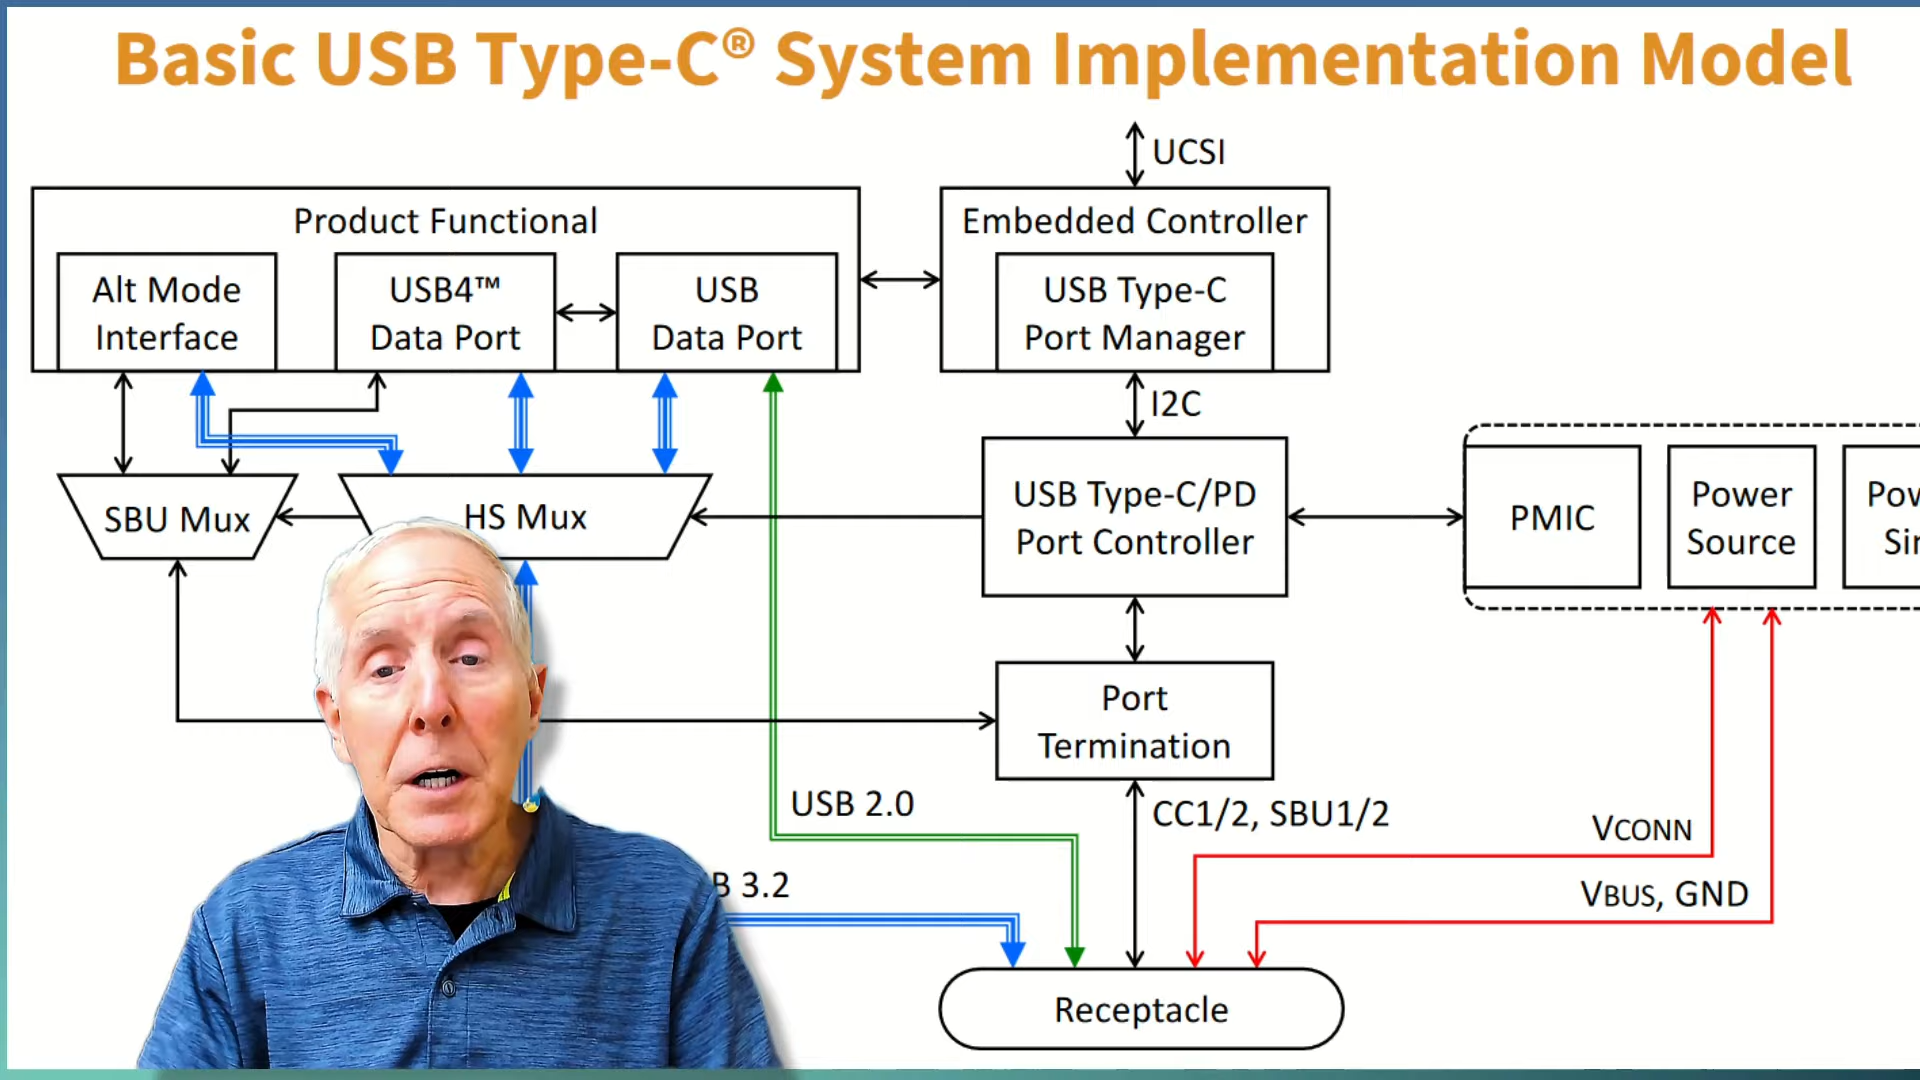 Basic USB Type-C® System Implementation Model
UCSI
Product Functional
Embedded Controller
Alt Mode
Interface
USB4™
Data Port
USB
Data Port
USB Type-C
Port Manager
I2C
SBU Mux
HS Mux
USB Type-C/PD
Port Controller
PMIC
Power
Source
Port
Termination
USB 2.0
CC1/2, SBU1/2
VCONN
B 3.2
VBUS, GND
Receptacle